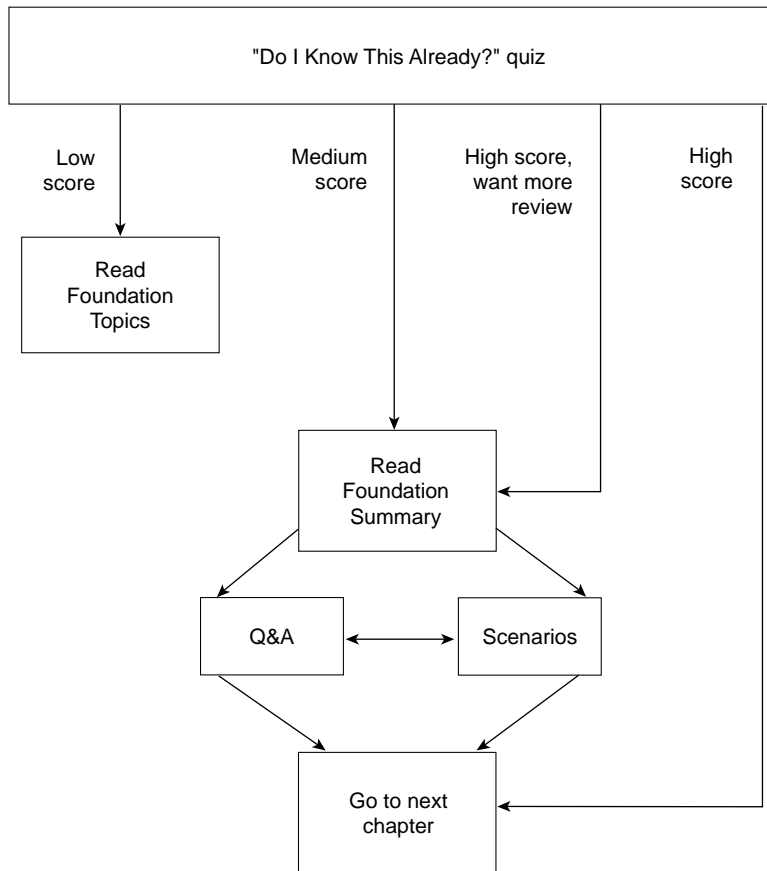 "Do I Know This Already?" quiz
Low
score
Medium
score
High score,
want more
review
High
score
Read
Foundation
Topics
Read
Foundation
Summary
Q&A
Scenarios
Go to next
chapter